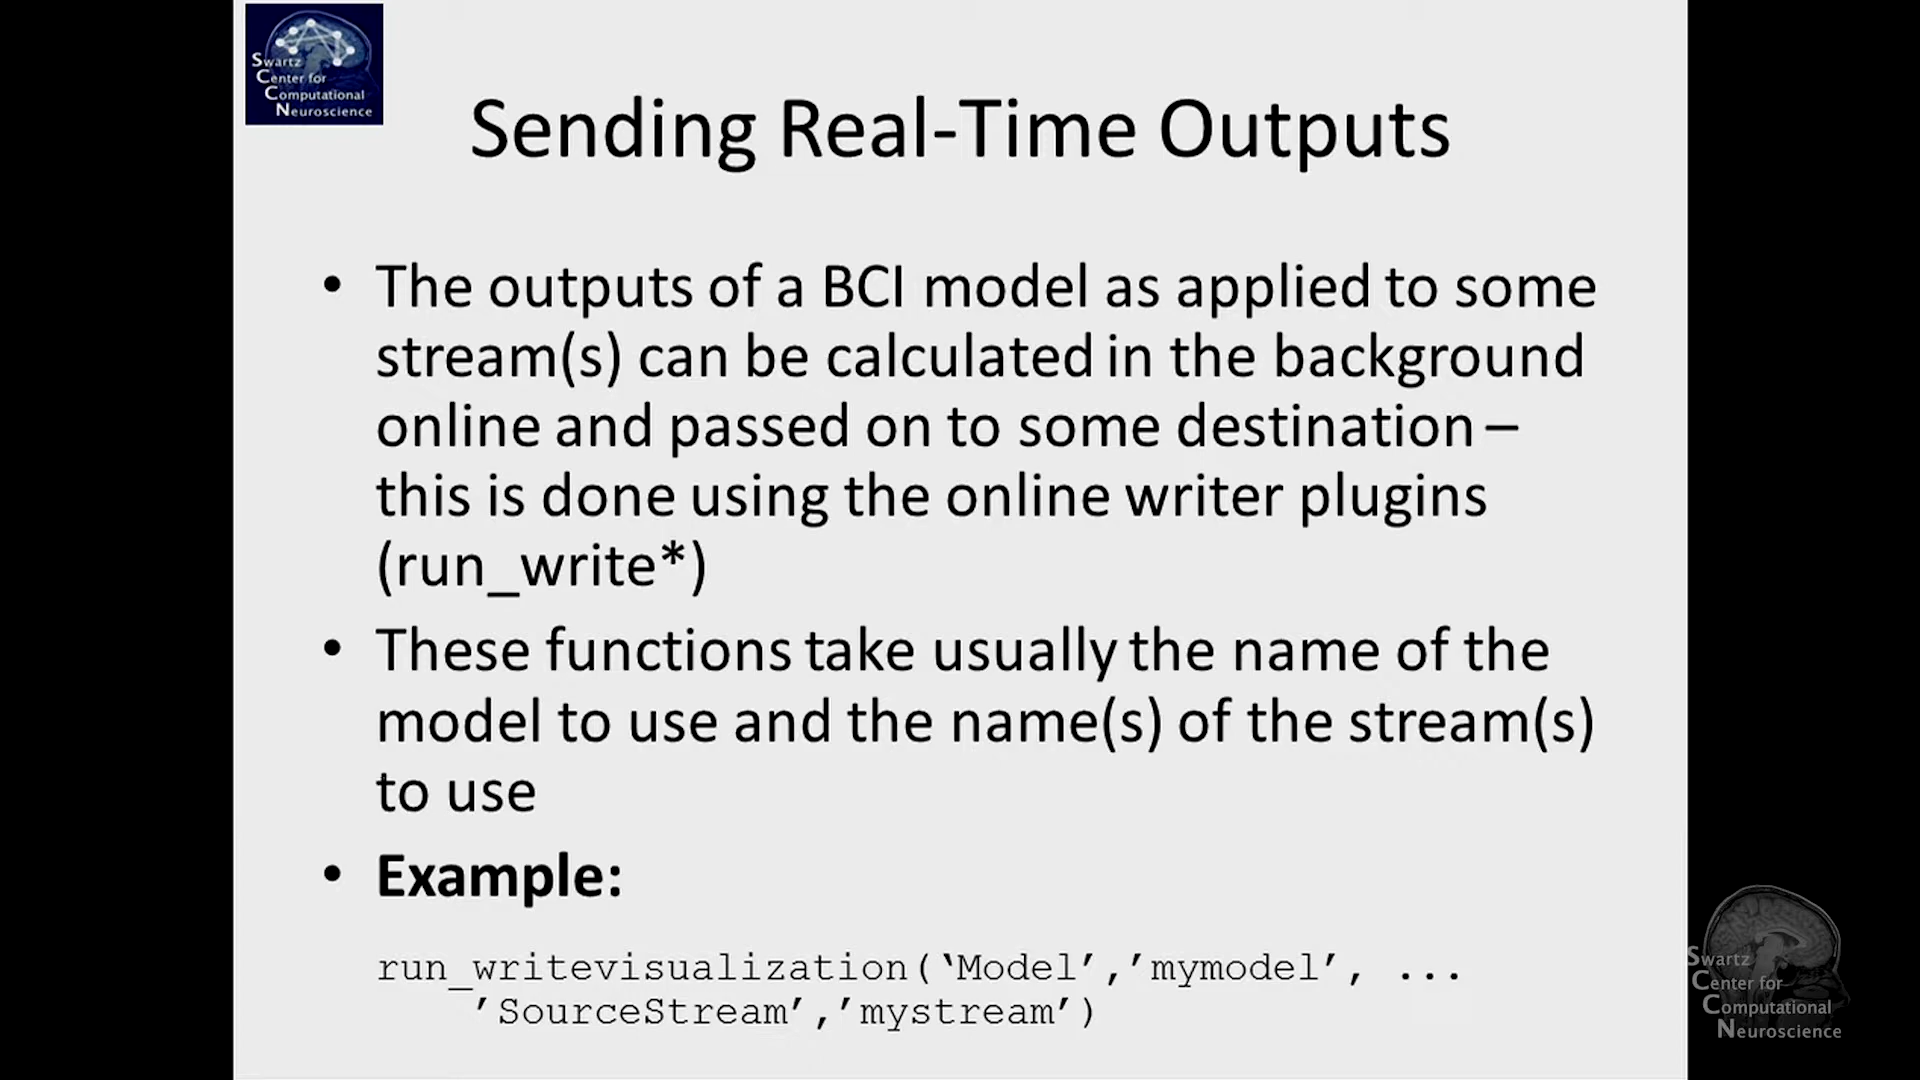 Swartz
Center for
Computational
Neuroscience
Sending Real-Time Outputs
• The outputs of a BCI model as applied to some
stream(s) can be calculated in the background
online and passed on to some destination –
this is done using the online writer plugins
(run_write*)
• These functions take usually the name of the
model to use and the name(s) of the stream(s)
to use
• Example:
run_writevisualization(‘Model’,’mymodel’, ...
’SourceStream’,’mystream’)
Swartz
Center for
Computational
Neuroscience